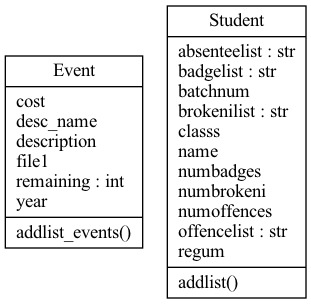 Event
cost
desc_name
description
file1
remaining : int
year
addlist_events()
Student
absenteelist : str
badgelist : str
batchnum
brokenilist : str
classs
name
numbadges
numbrokeni
numoffences
offencelist : str
regum
addlist()